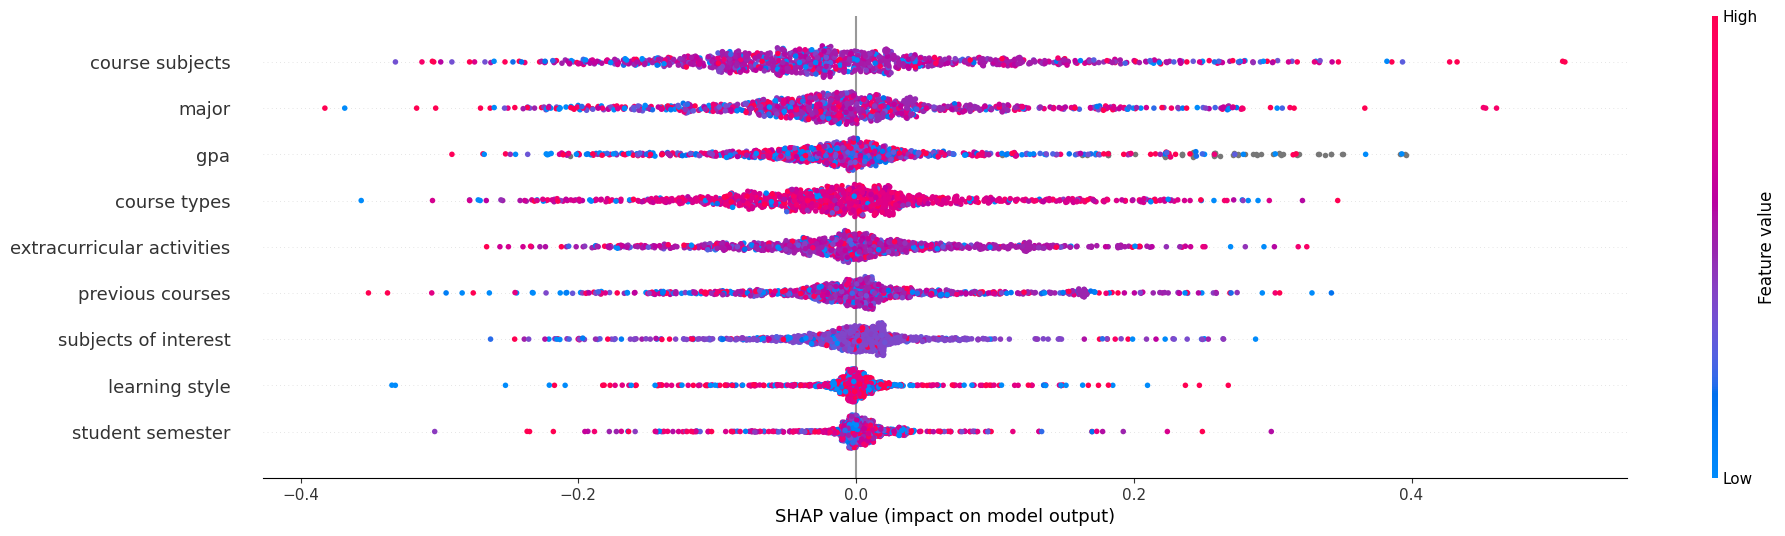 High
course subjects
major
gpa
course types
extracurricular activities
previous courses
subjects of interest
learning style
student semester
Feature value
Low
−0.4 −0.2 0.0 0.2 0.4
SHAP value (impact on model output)